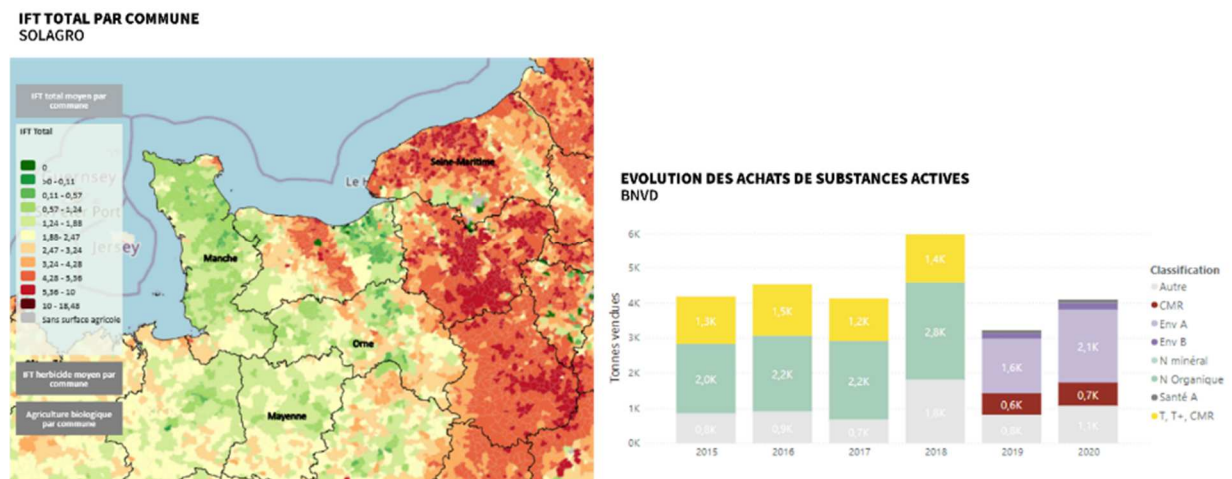 IFT TOTAL PAR COMMUNE
SOLAGRO
IFT total moyen par
commune
IFT Total
0
>0 - 0,11
0,11 - 0,57
0,57 - 1,24
1,24 - 1,88
1,88- 2,47
2,47 - 3,24
3,24 - 4,28
4,28 - 5,36
5,36 - 10
10 - 18,48
Sans surface agricole
Guernsey
Port
Jersey
Le H
Seine-Maritime
Manche
Orne
Mayenne
IFT herbicide moyen par
commune
Agriculture biologique
par commune
EVOLUTION DES ACHATS DE SUBSTANCES ACTIVES
BNVD
Tonnes vendues
6K
5K
4K
3K
2K
1K
0K
1,3K
2,0K
0,8K
1,5K
2,2K
0,9K
1,2K
2,2K
0,7K
1,4K
2,8K
1,8K
1,6K
0,6K
0,8K
2,1K
0,7K
1,1K
2015
2016
2017
2018
2019
2020
Classification
Autre
CMR
Env A
Env B
N minéral
N Organique
Santé A
T, T+, CMR